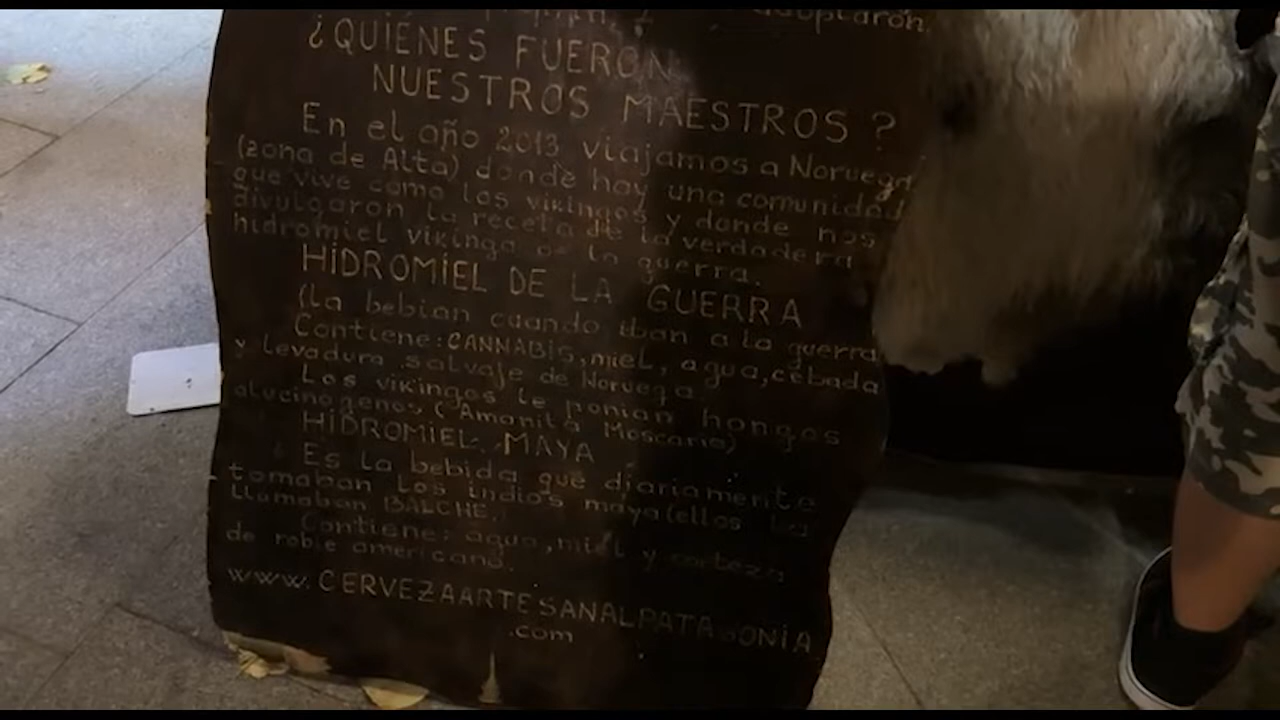 adoptaron.
¿QUIÉNES FUERON
NUESTROS MAESTROS?
En el año 2013 viajamos a Noruega
(zona de Alta) donde hay una comunidad
que vive como los vikingos y donde nos
divulgaron la receta de la verdadera
hidromiel vikinga de la guerra.
HIDROMIEL DE LA GUERRA
(La bebian cuando iban a la guerra
Contiene: CANNABIS, miel, agua, cebada
y levadura salvaje de Noruega
Los vikingos le ponian hongos
alucinogenos (Amanita Moscaria)
HIDROMIEL MAYA
Es la bebida que diariamente
tomaban los indios maya (ellos la
llamaban BALCHE.
Contiene: agua, miel y corteza
de roble americano.
www.CERVEZAARTESANALPATAGONIA
.com